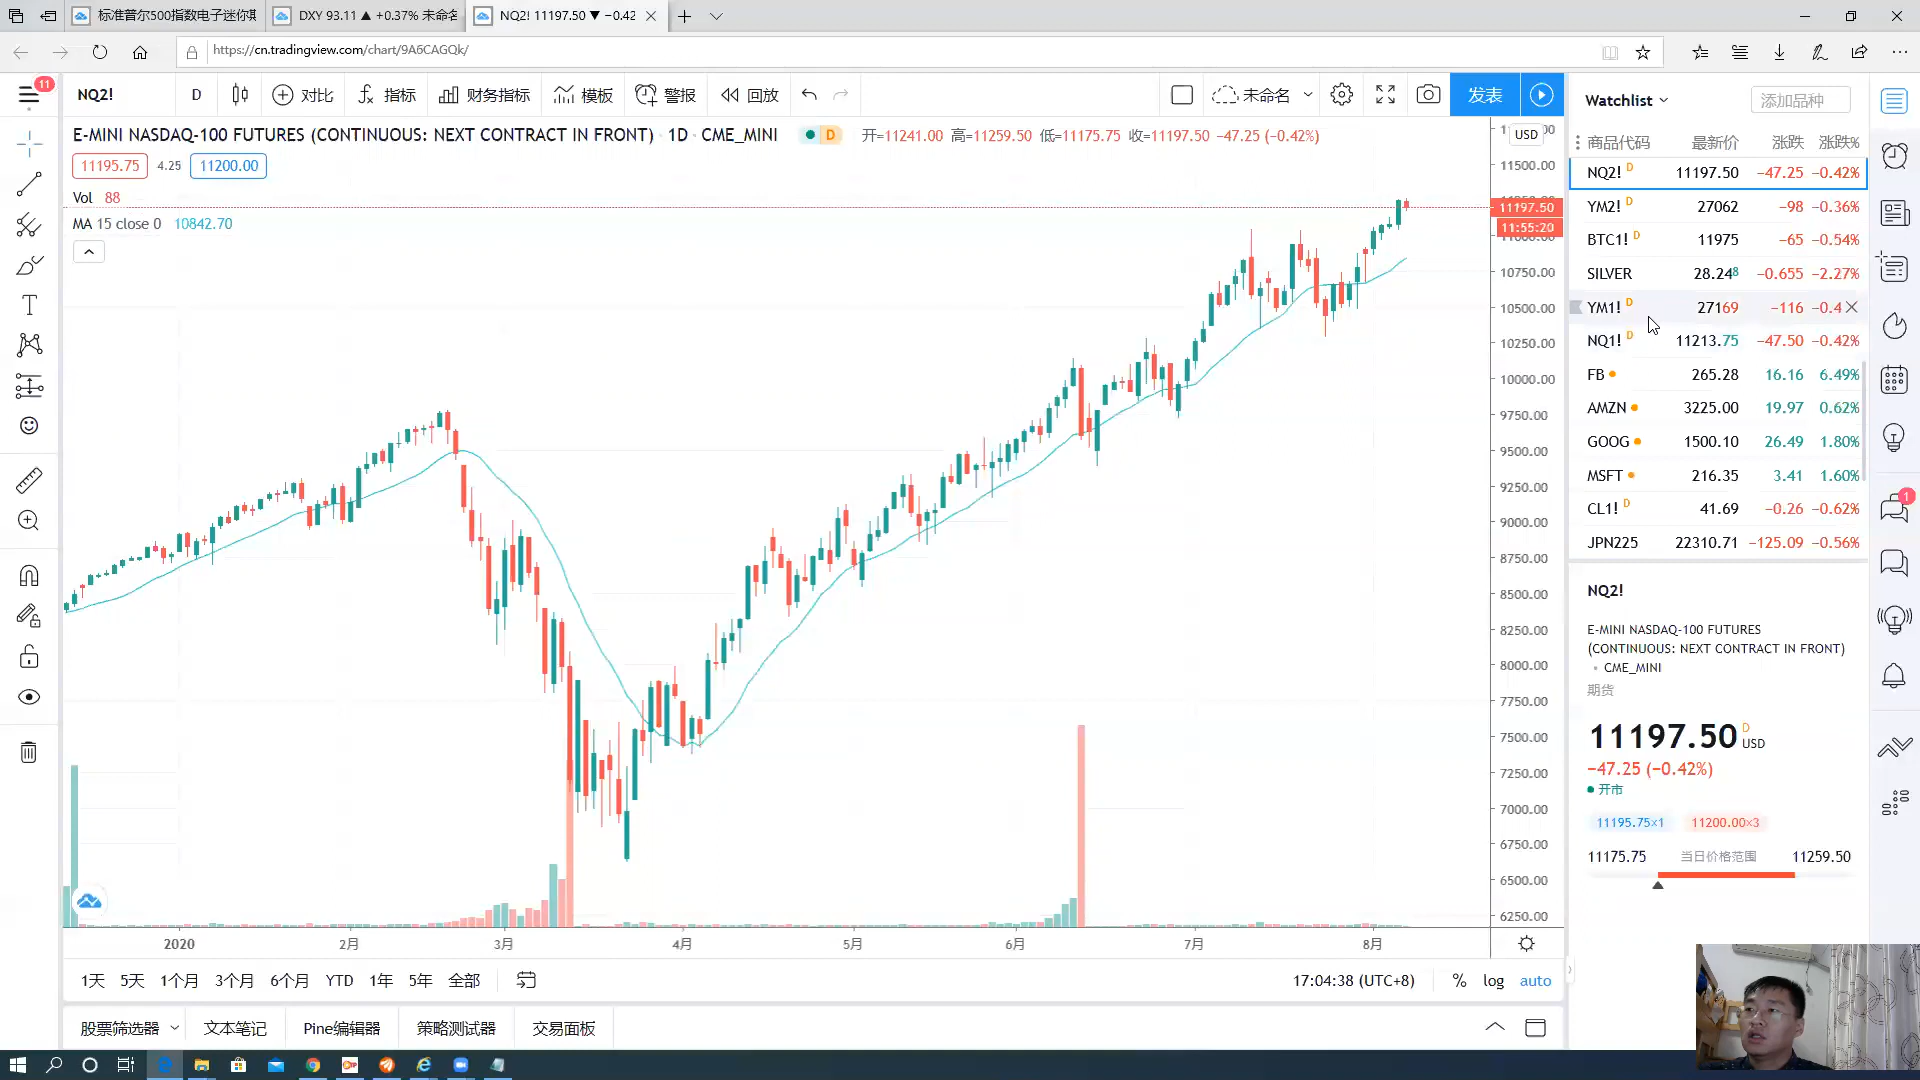 标准普尔500指数电子迷你期
DXY 93.11 ▲ +0.37% 未命名
NQ2! 11197.50 ▼ −0.42
https://cn.tradingview.com/chart/9A6CAGQk/
11
NQ2!
D
对比
指标
财务指标
模板
警报
回放
未命名
发表
E-MINI NASDAQ-100 FUTURES (CONTINUOUS: NEXT CONTRACT IN FRONT) · 1D · CME_MINI
D
开=11241.00 高=11259.50 低=11175.75 收=11197.50 −47.25 (−0.42%)
11195.75 4.25 11200.00
Vol 88
MA 15 close 0 10842.70
USD
11500.00
11197.50
11:55:20
11000.00
10750.00
10500.00
10250.00
10000.00
9750.00
9500.00
9250.00
9000.00
8750.00
8500.00
8250.00
8000.00
7750.00
7500.00
7250.00
7000.00
6750.00
6500.00
6250.00
2020 2月 3月 4月 5月 6月 7月 8月
1天 5天 1个月 3个月 6个月 YTD 1年 5年 全部
17:04:38 (UTC+8) % log auto
股票筛选器 文本笔记 Pine编辑器 策略测试器 交易面板
Watchlist
添加品种
商品代码 最新价 涨跌 涨跌%
NQ2! D 11197.50 −47.25 −0.42%
YM2! D 27062 −98 −0.36%
BTC1! D 11975 −65 −0.54%
SILVER 28.248 −0.655 −2.27%
YM1! D 27169 −116 −0.4
NQ1! D 11213.75 −47.50 −0.42%
FB 265.28 16.16 6.49%
AMZN 3225.00 19.97 0.62%
GOOG 1500.10 26.49 1.80%
MSFT 216.35 3.41 1.60%
CL1! D 41.69 −0.26 −0.62%
JPN225 22310.71 −125.09 −0.56%
NQ2!
E-MINI NASDAQ-100 FUTURES
(CONTINUOUS: NEXT CONTRACT IN FRONT)
CME_MINI
期货
11197.50 D USD
−47.25 (−0.42%)
开市
11195.75×1 11200.00×3
11175.75 当日价格范围 11259.50
1